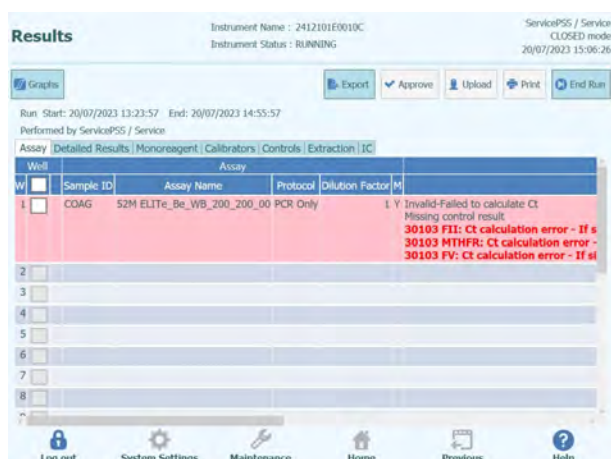 Results
Instrument Name : 2412101E0010C
Instrument Status : RUNNING
ServicePSS / Service
CLOSED mode
20/07/2023 15:06:26
Graphs
Export
Approve
Upload
Print
End Run
Run Start: 20/07/2023 13:23:57 End: 20/07/2023 14:55:57
Performed by ServicePSS / Service
Assay Detailed Results Monoreagent Calibrators Controls Extraction IC
Well Assay
W Sample ID Assay Name Protocol Dilution Factor M
1 COAG S2M ELITe_Be_WB_200_200_00 PCR Only 1 Y Invalid-Failed to calculate Ct
Missing control result
30103 FII: Ct calculation error - If s
30103 MTHFR: Ct calculation error -
30103 FV: Ct calculation error - If si
2
3
4
5
6
7
8
Log out
System Settings
Maintenance
Home
Previous
Help